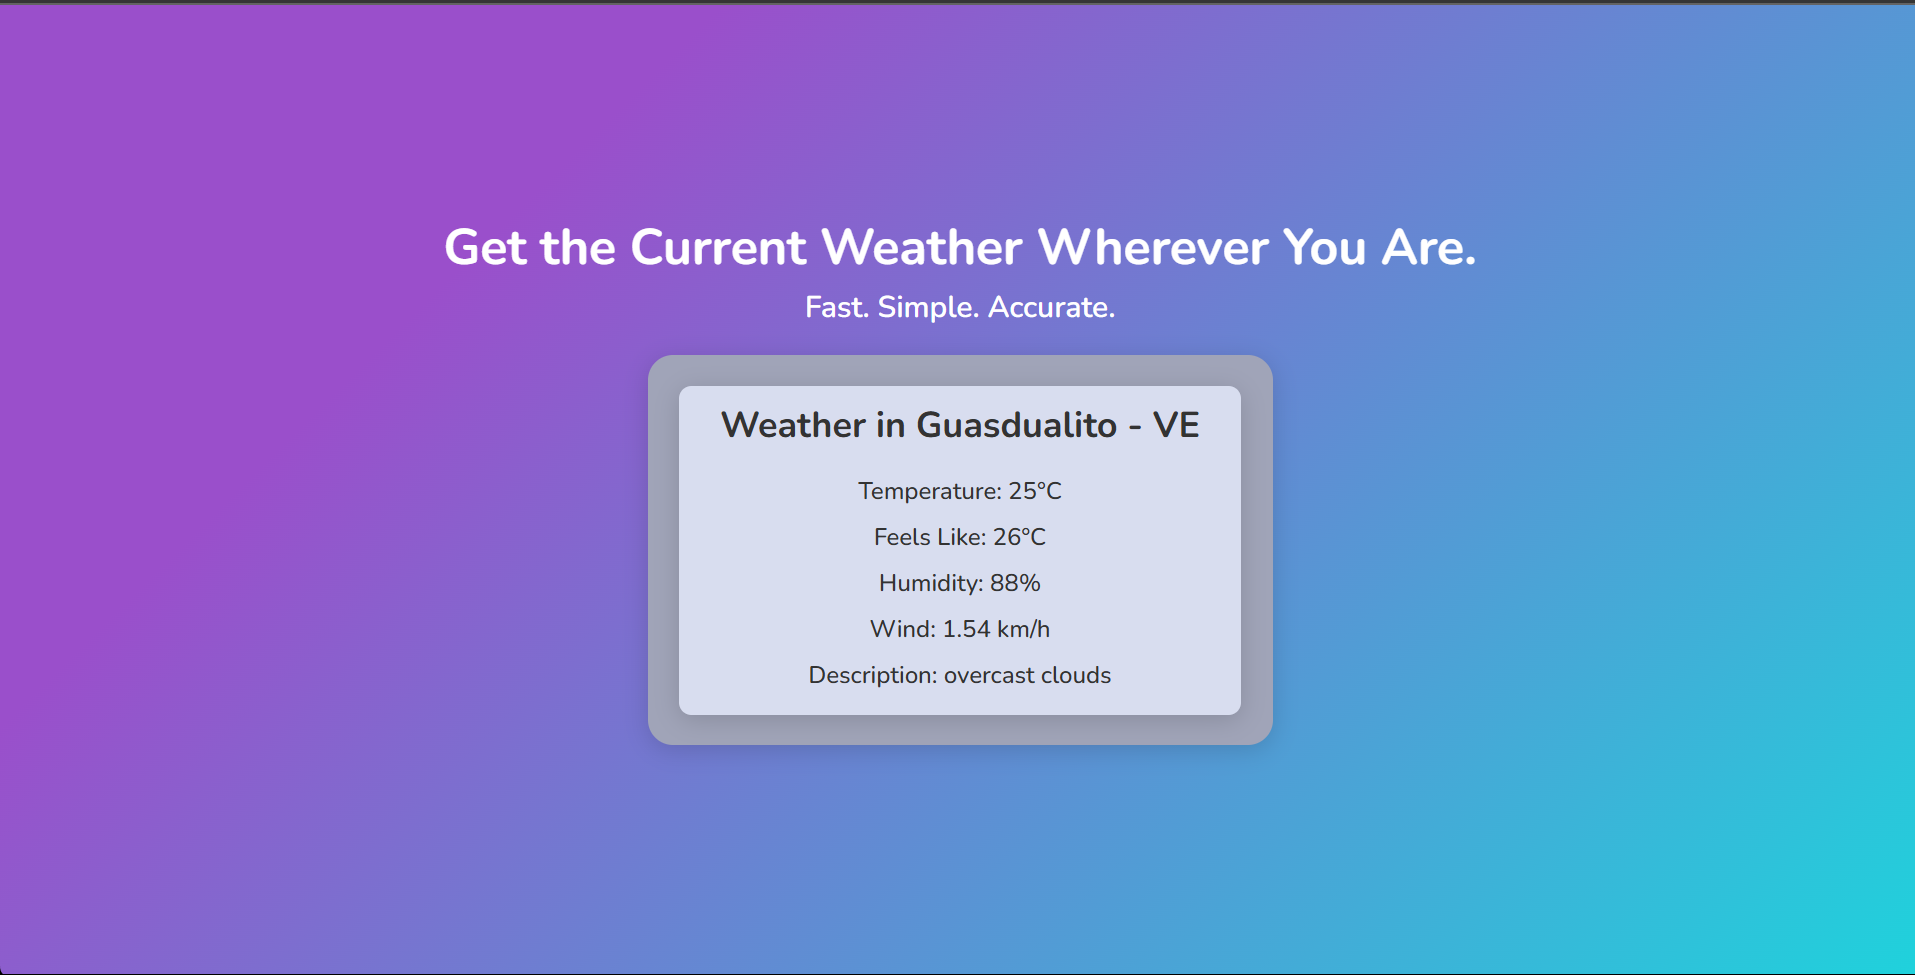 Get the Current Weather Wherever You Are.
Fast. Simple. Accurate.
Weather in Guasdualito - VE
Temperature: 25°C
Feels Like: 26°C
Humidity: 88%
Wind: 1.54 km/h
Description: overcast clouds